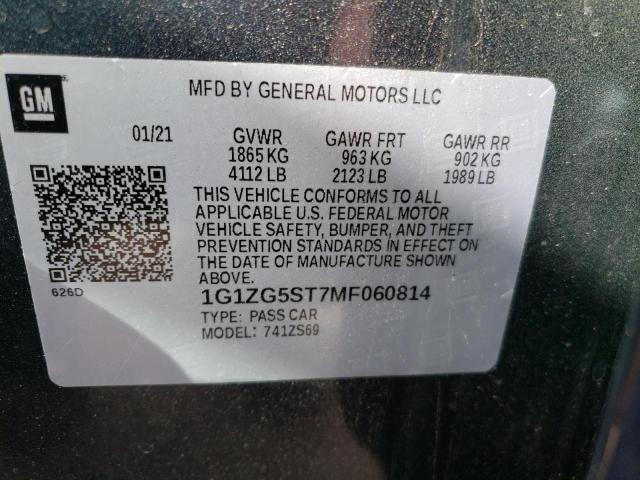 GM
MFD BY GENERAL MOTORS LLC
01/21 GVWR GAWR FRT GAWR RR
1865 KG 963 KG 902 KG
4112 LB 2123 LB 1989 LB
THIS VEHICLE CONFORMS TO ALL
APPLICABLE U.S. FEDERAL MOTOR
VEHICLE SAFETY, BUMPER, AND THEFT
PREVENTION STANDARDS IN EFFECT ON
THE DATE OF MANUFACTURE SHOWN
ABOVE.
626D
1G1ZG5ST7MF060814
TYPE: PASS CAR
MODEL: 741ZS69